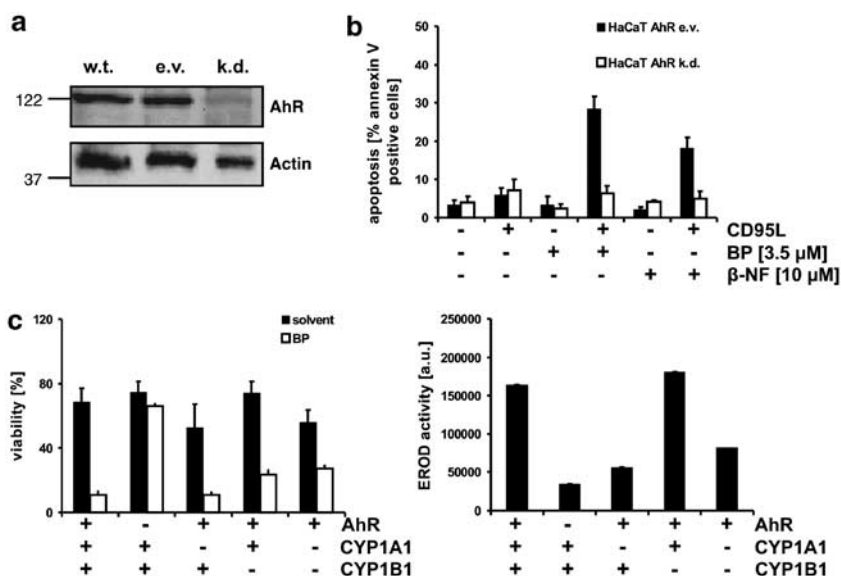 a
w.t. e.v. k.d.
122
AhR
37
Actin
b
apoptosis [% annexin V
positive cells]
50
40
30
20
10
0
HaCaT AhR e.v.
HaCaT AhR k.d.
- + - + - + CD95L
- - + + - - BP [3.5 µM]
- - - - + + β-NF [10 µM]
c
viability [%]
120
80
40
0
solvent
BP
+ - + + + AhR
+ + - + - CYP1A1
+ + + - - CYP1B1
EROD activity [a.u.]
250000
200000
150000
100000
50000
0
+ - + + + AhR
+ + - + - CYP1A1
+ + + - - CYP1B1